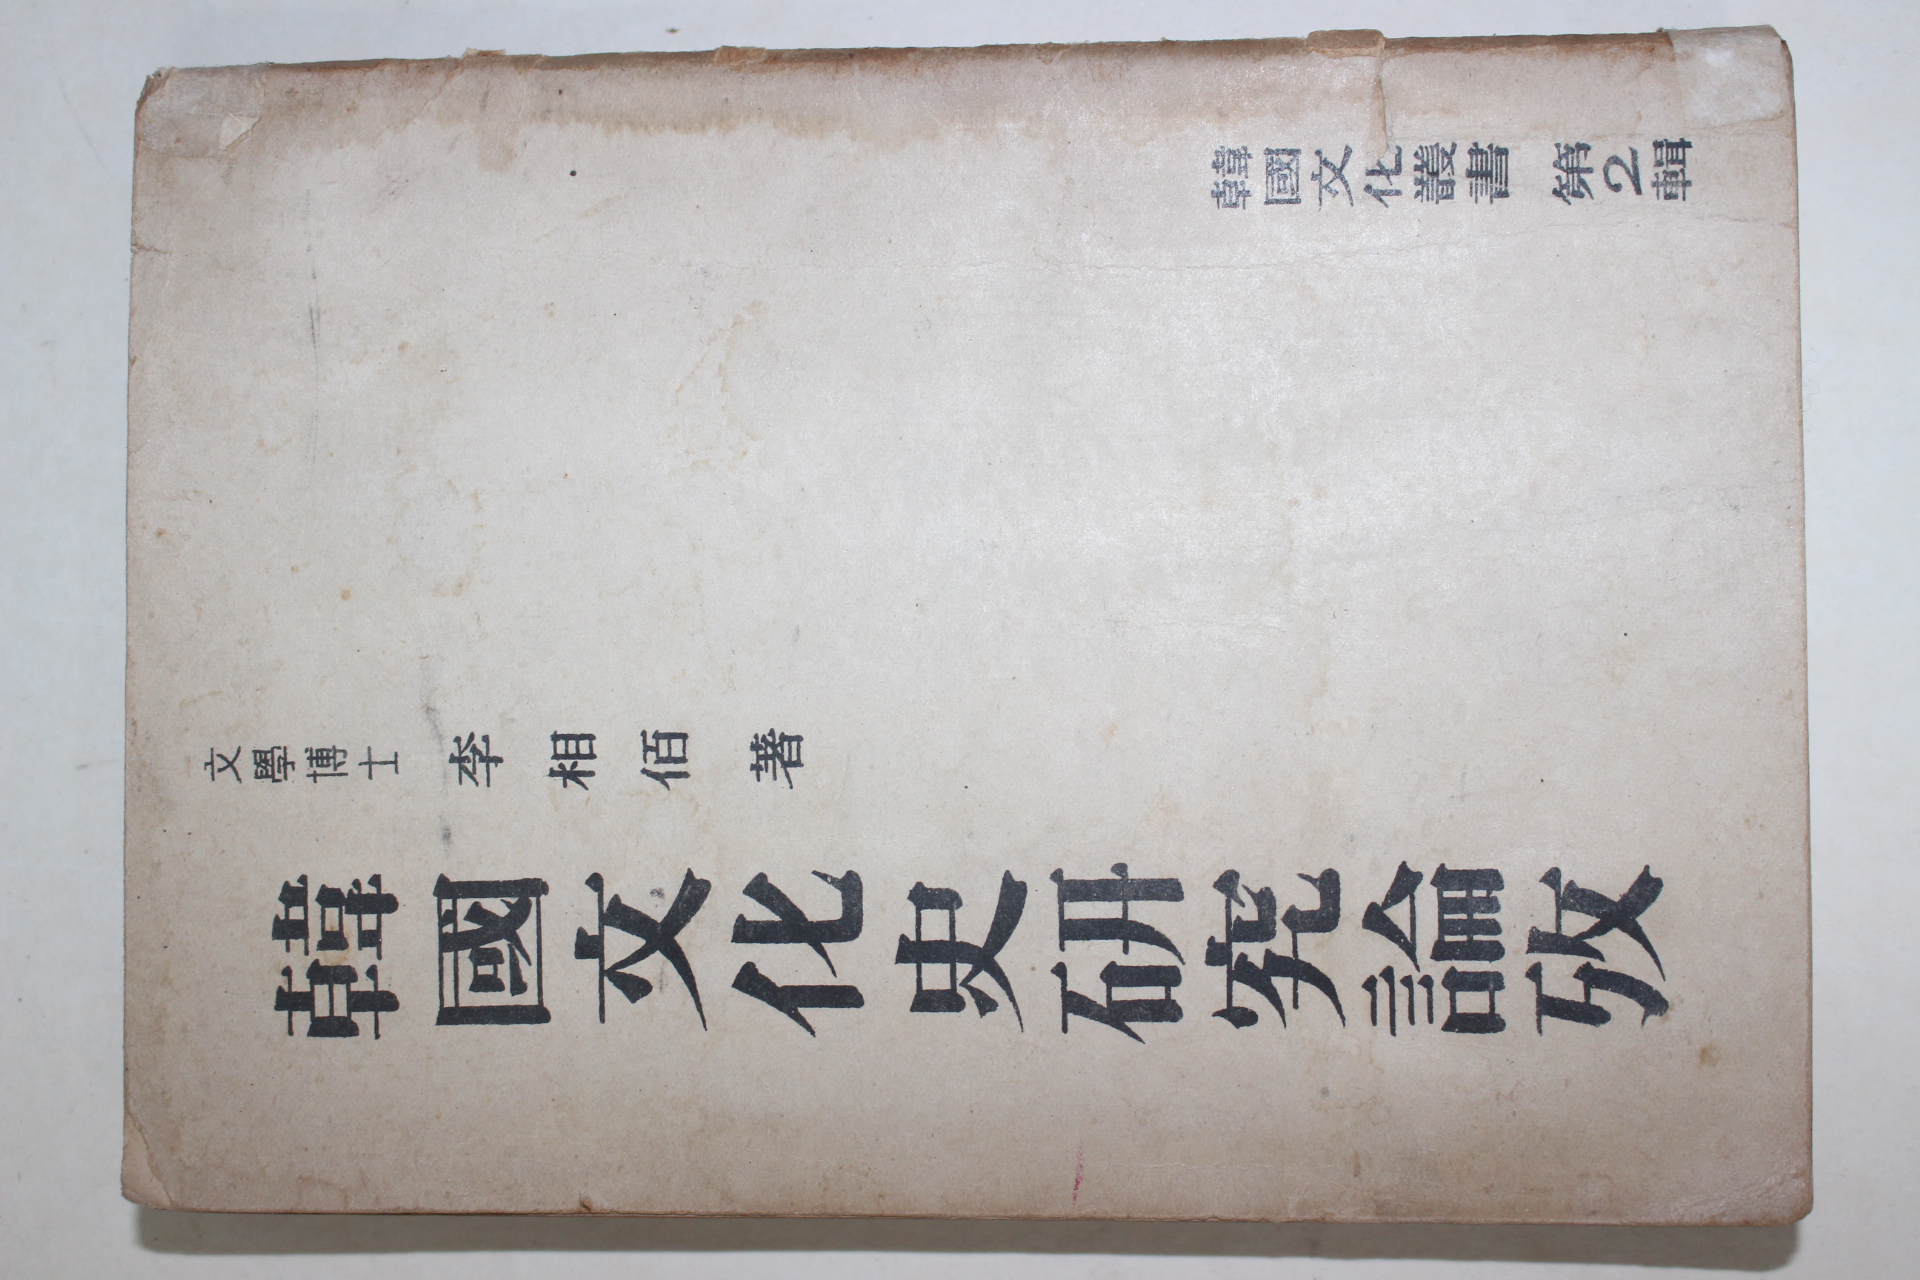 韓國文化叢書 第2輯
文學博士 李相佰 著
韓國文化史硏究論攷